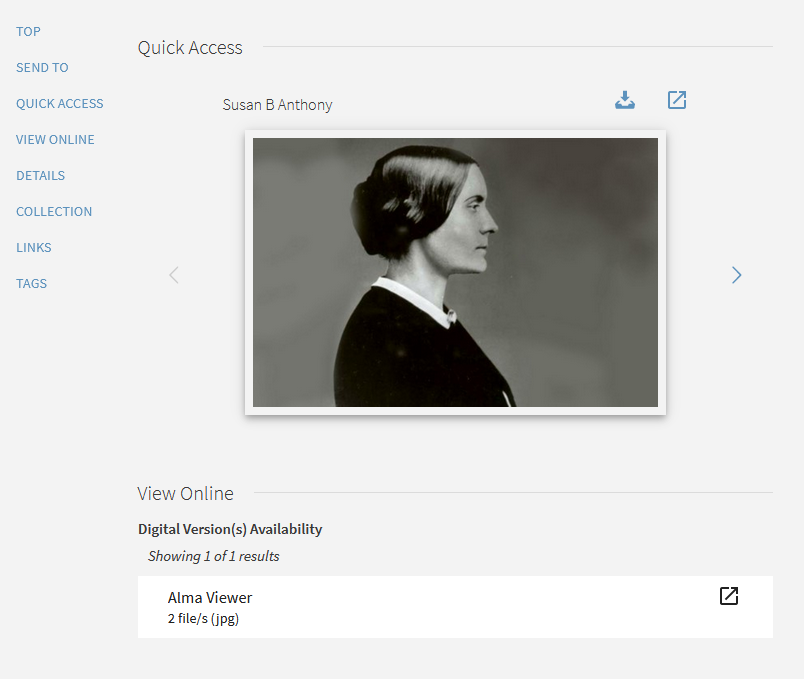 TOP
SEND TO
QUICK ACCESS
VIEW ONLINE
DETAILS
COLLECTION
LINKS
TAGS
Quick Access
Susan B Anthony
View Online
Digital Version(s) Availability
Showing 1 of 1 results
Alma Viewer
2 file/s (jpg)